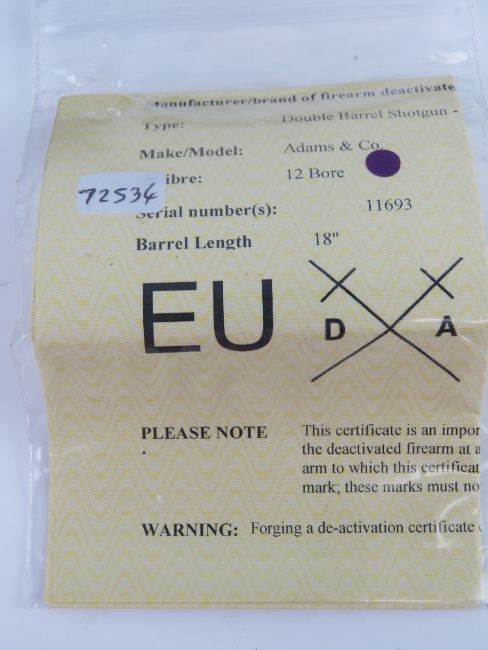 Manufacturer/brand of firearm deactivate
Type: Double Barrel Shotgun -
Make/Model: Adams & Co.
libre: 12 Bore
72534
Serial number(s): 11693
Barrel Length 18"
EU D A
PLEASE NOTE This certificate is an impor
the deactivated firearm at a
arm to which this certificat
mark; these marks must no
WARNING: Forging a de-activation certificate